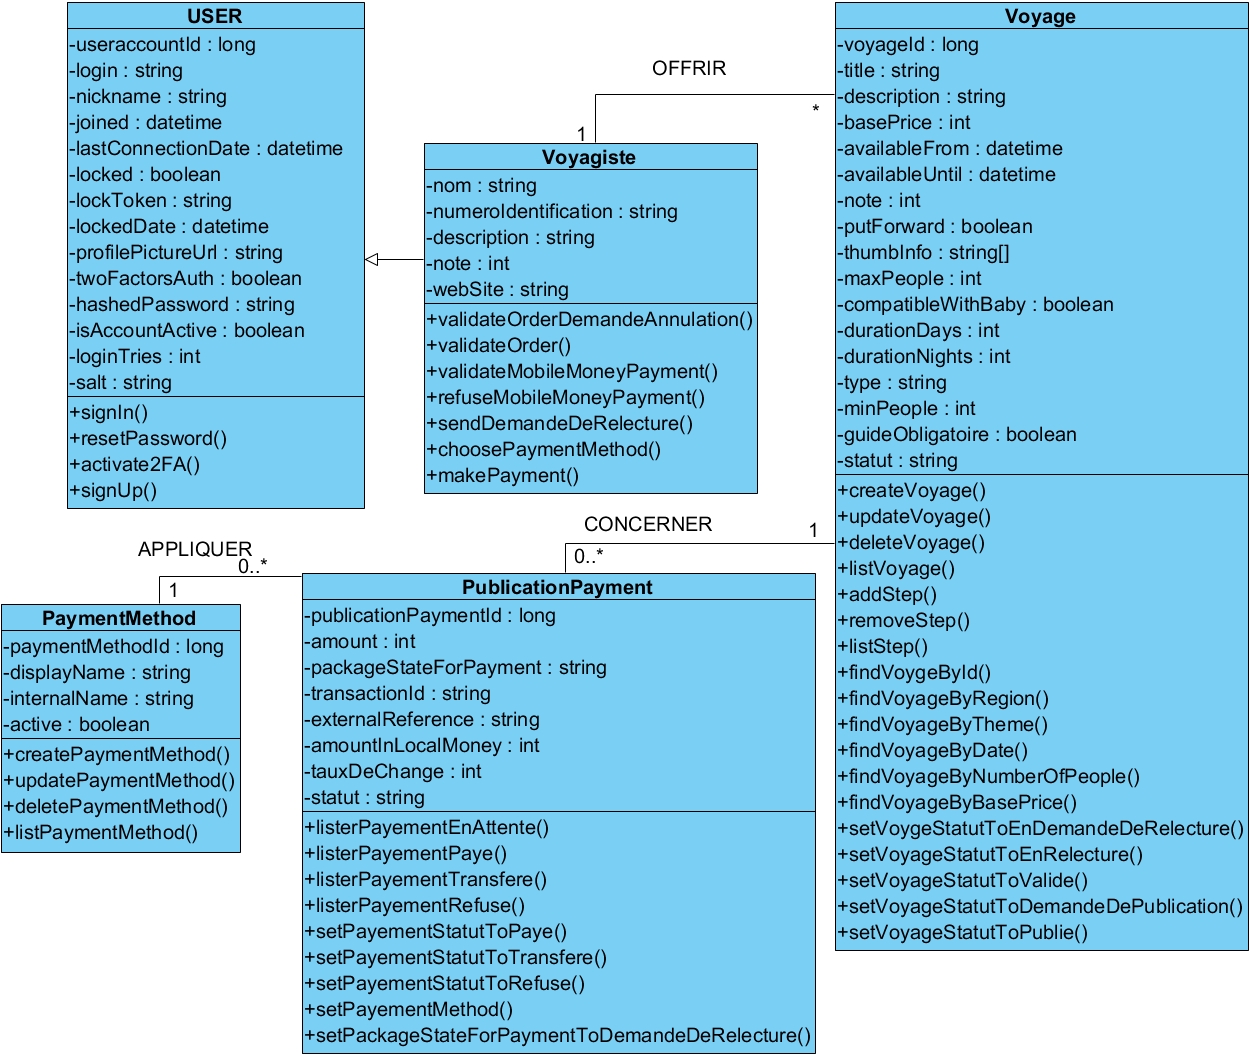 USER
-useraccountId : long
-login : string
-nickname : string
-joined : datetime
-lastConnectionDate : datetime
-locked : boolean
-lockToken : string
-lockedDate : datetime
-profilePictureUrl : string
-twoFactorsAuth : boolean
-hashedPassword : string
-isAccountActive : boolean
-loginTries : int
-salt : string
+signIn()
+resetPassword()
+activate2FA()
+signUp()
OFFRIR
1
*
Voyagiste
-nom : string
-numeroIdentification : string
-description : string
-note : int
-webSite : string
+validateOrderDemandeAnnulation()
+validateOrder()
+validateMobileMoneyPayment()
+refuseMobileMoneyPayment()
+sendDemandeDeRelecture()
+choosePaymentMethod()
+makePayment()
Voyage
-voyageId : long
-title : string
-description : string
-basePrice : int
-availableFrom : datetime
-availableUntil : datetime
-note : int
-putForward : boolean
-thumbInfo : string[]
-maxPeople : int
-compatibleWithBaby : boolean
-durationDays : int
-durationNights : int
-type : string
-minPeople : int
-guideObligatoire : boolean
-statut : string
+createVoyage()
+updateVoyage()
+deleteVoyage()
+listVoyage()
+addStep()
+removeStep()
+listStep()
+findVoygeById()
+findVoyageByRegion()
+findVoyageByTheme()
+findVoyageByDate()
+findVoyageByNumberOfPeople()
+findVoyageByBasePrice()
+setVoygeStatutToEnDemandeDeRelecture()
+setVoyageStatutToEnRelecture()
+setVoyageStatutToValide()
+setVoyageStatutToDemandeDePublication()
+setVoyageStatutToPublie()
CONCERNER
1
0..*
APPLIQUER
0..*
1
PaymentMethod
-paymentMethodId : long
-displayName : string
-internalName : string
-active : boolean
+createPaymentMethod()
+updatePaymentMethod()
+deletePaymentMethod()
+listPaymentMethod()
PublicationPayment
-publicationPaymentId : long
-amount : int
-packageStateForPayment : string
-transactionId : string
-externalReference : string
-amountInLocalMoney : int
-tauxDeChange : int
-statut : string
+listerPayementEnAttente()
+listerPayementPaye()
+listerPayementTransfere()
+listerPayementRefuse()
+setPayementStatutToPaye()
+setPayementStatutToTransfere()
+setPayementStatutToRefuse()
+setPayementMethod()
+setPackageStateForPaymentToDemandeDeRelecture()